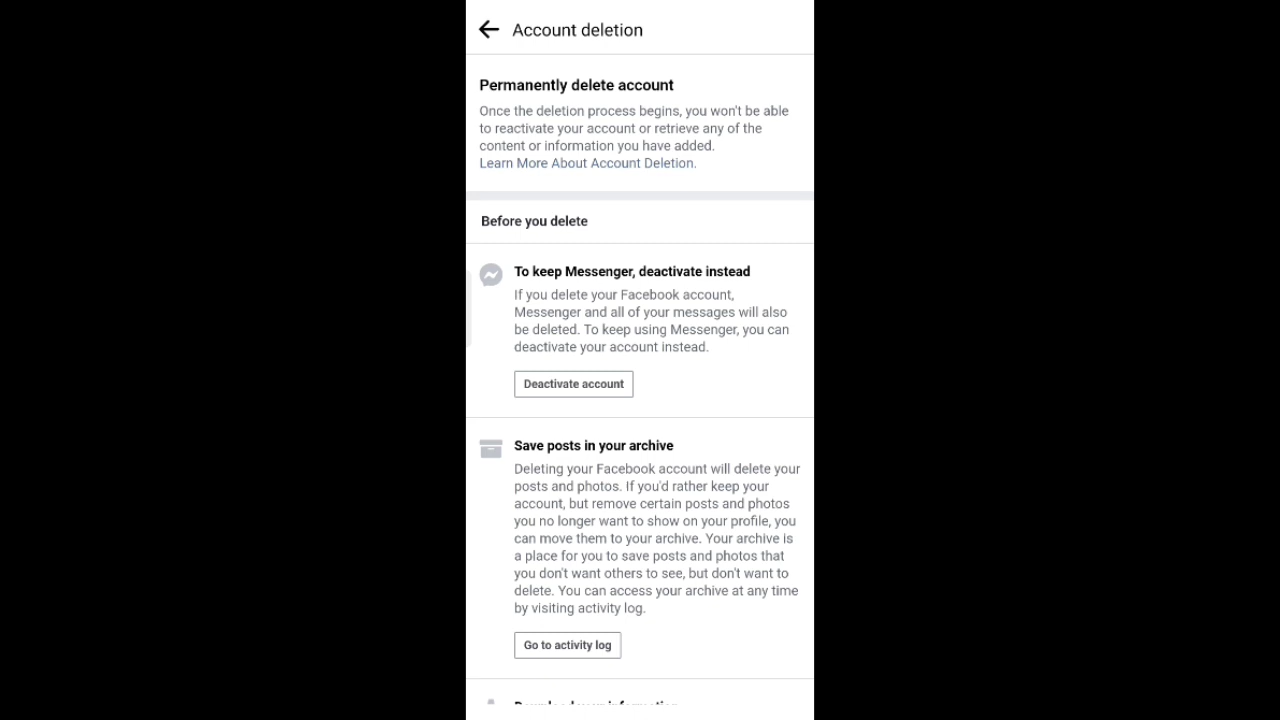 Account deletion
Permanently delete account
Once the deletion process begins, you won't be able
to reactivate your account or retrieve any of the
content or information you have added.
Learn More About Account Deletion.
Before you delete
To keep Messenger, deactivate instead
If you delete your Facebook account,
Messenger and all of your messages will also
be deleted. To keep using Messenger, you can
deactivate your account instead.
Deactivate account
Save posts in your archive
Deleting your Facebook account will delete your
posts and photos. If you'd rather keep your
account, but remove certain posts and photos
you no longer want to show on your profile, you
can move them to your archive. Your archive is
a place for you to save posts and photos that
you don't want others to see, but don't want to
delete. You can access your archive at any time
by visiting activity log.
Go to activity log